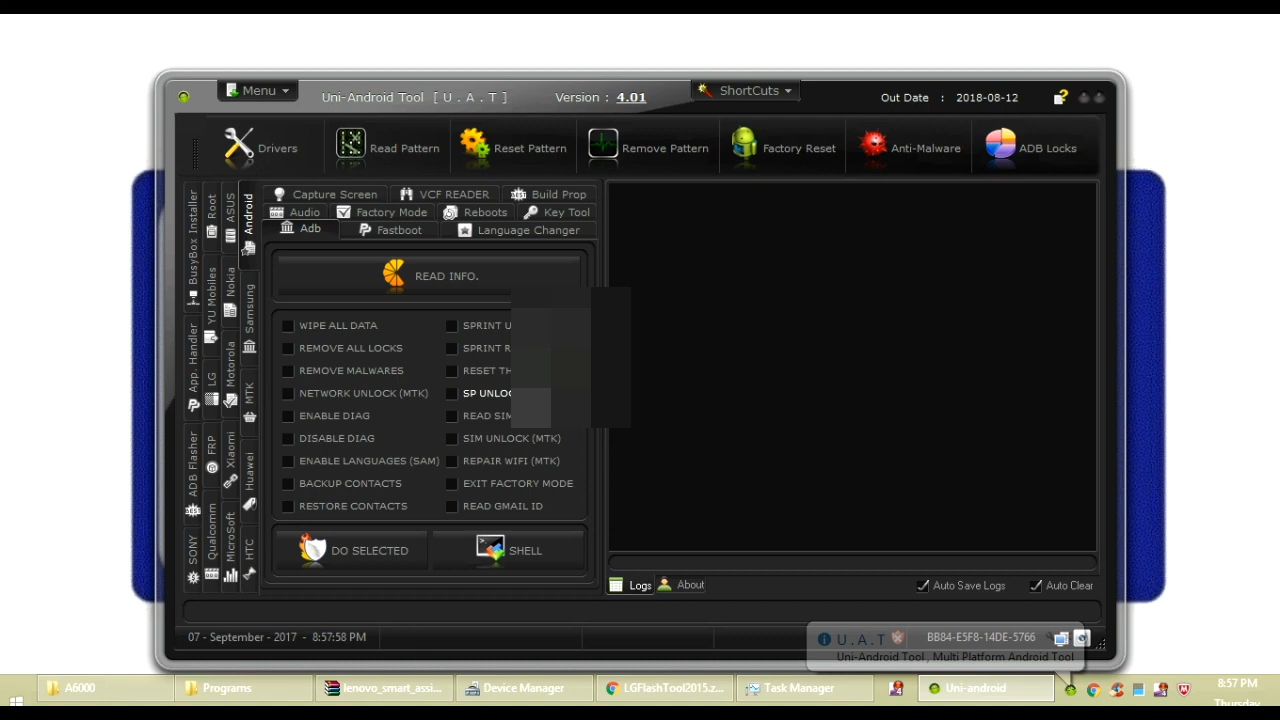 Menu
Uni-Android Tool [ U . A . T ]
Version : 4.01
ShortCuts
Out Date : 2018-08-12
Drivers
Read Pattern
Reset Pattern
Remove Pattern
Factory Reset
Anti-Malware
ADB Locks
BusyBox Installer
App. Handler
ADB Flasher
SONY
Root
YU Mobiles
LG
FRP
Qualcomm
ASUS
Nokia
Motorola
Xiaomi
MicroSoft
Android
Samsung
MTK
Huawei
HTC
Capture Screen
VCF READER
Build Prop
Audio
Factory Mode
Reboots
Key Tool
Adb
Fastboot
Language Changer
READ INFO.
WIPE ALL DATA
SPRINT
REMOVE ALL LOCKS
SPRINT
REMOVE MALWARES
RESET
NETWORK UNLOCK (MTK)
SP
ENABLE DIAG
READ
DISABLE DIAG
SIM UNLOCK (MTK)
ENABLE LANGUAGES (SAM)
REPAIR WIFI (MTK)
BACKUP CONTACTS
EXIT FACTORY MODE
RESTORE CONTACTS
READ GMAIL ID
DO SELECTED
SHELL
Logs
About
Auto Save Logs
Auto Clear
07 - September - 2017 - 8:57:58 PM
U . A . T
BB84-E5F8-14DE-5766
Uni-Android Tool , Multi Platform Android Tool
A6000
Programs
lenovo_smart_assi...
Device Manager
LGFlashTool2015.z...
Task Manager
Uni-android
8:57 PM
Thursday